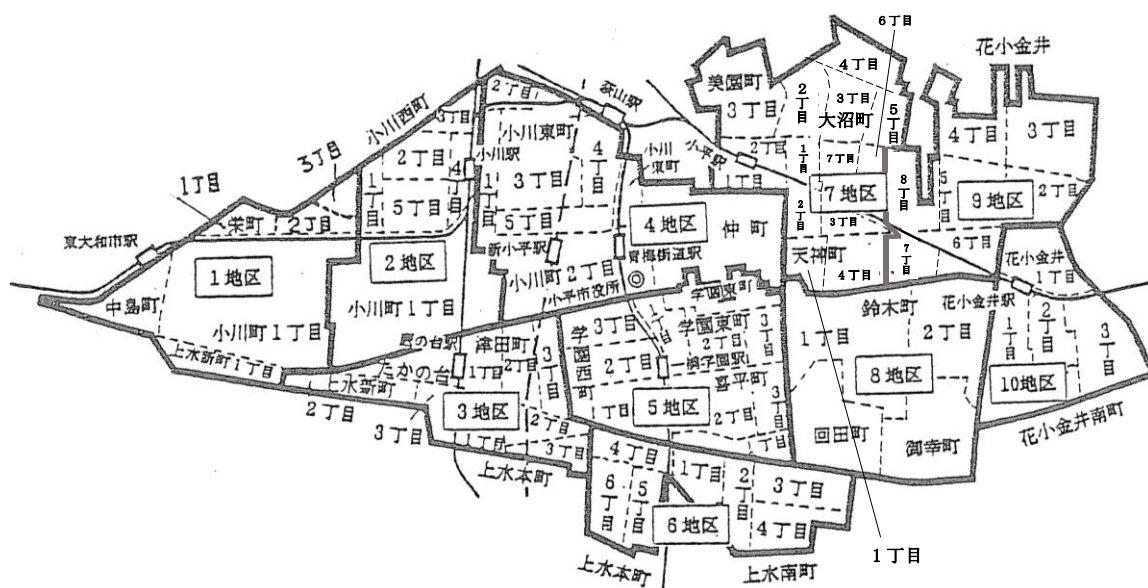 6丁目
花小金井
美園町
3丁目
2丁目
4丁目
3丁目
大沼町
5丁目
4丁目
3丁目
萩山駅
2丁目
小川西町
3丁目
小川東町
4丁目
小川駅
2丁目
4
1丁目
5丁目
1丁目
3丁目
5丁目
小川東町
小平駅
2丁目
1丁目
1丁目
7丁目
7地区
8丁目
5丁目
9地区
2丁目
3丁目
1丁目
栄町
2丁目
東大和市駅
1地区
2地区
新小平駅
4地区
仲町
青梅街道駅
2丁目
3丁目
天神町
4丁目
7丁目
6丁目
花小金井
1丁目
中島町
小川町1丁目
小川町1丁目
小川町2丁目
小平市役所
学園東町
鈴木町
花小金井駅
上水新町1丁目
鷹の台駅
津田町
たかの台
1丁目
2丁目
3丁目
学園西町
3丁目
2丁目
学園東町
2丁目
3丁目
喜平町
2丁目
3丁目
1丁目
2丁目
8地区
1丁目
2丁目
3丁目
10地区
上水新町
2丁目
3丁目
3地区
5地区
回田町
御幸町
花小金井南町
1丁目
2丁目
3丁目
上水本町
4丁目
6丁目
5丁目
1丁目
2丁目
3丁目
4丁目
6地区
上水本町
上水南町
1丁目